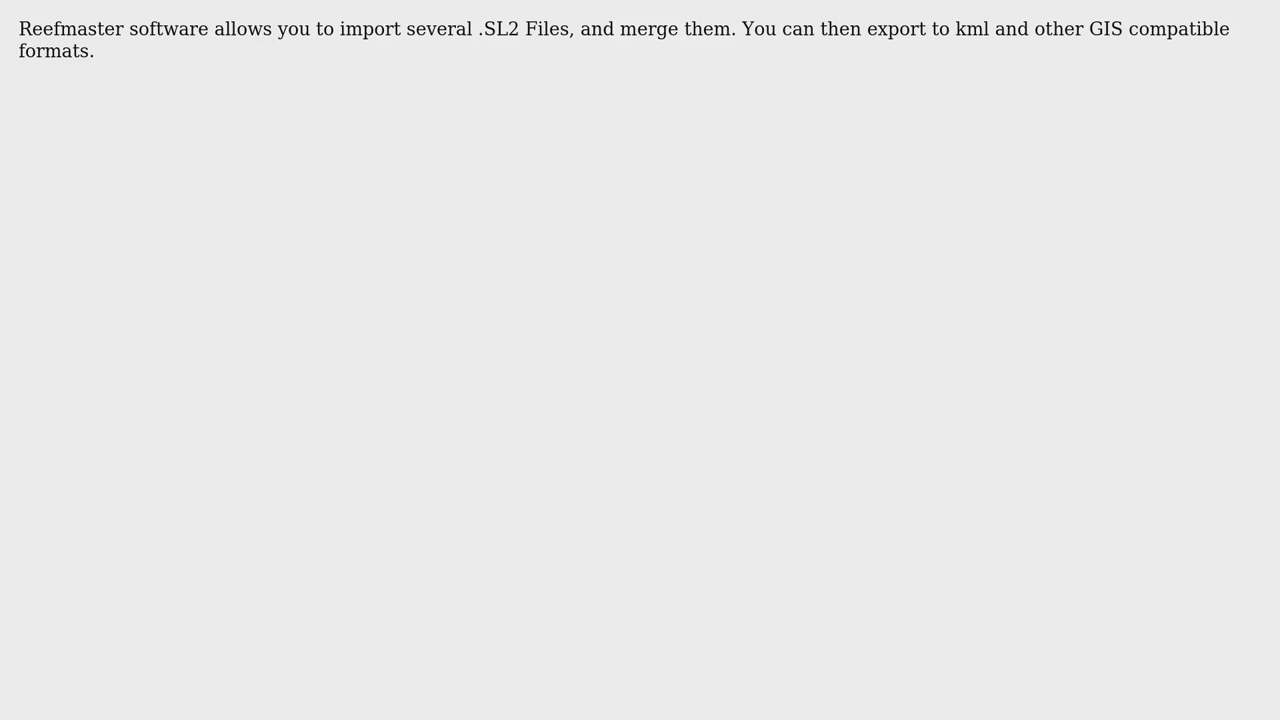 Reefmaster software allows you to import several .SL2 Files, and merge them. You can then export to kml and other GIS compatible
formats.